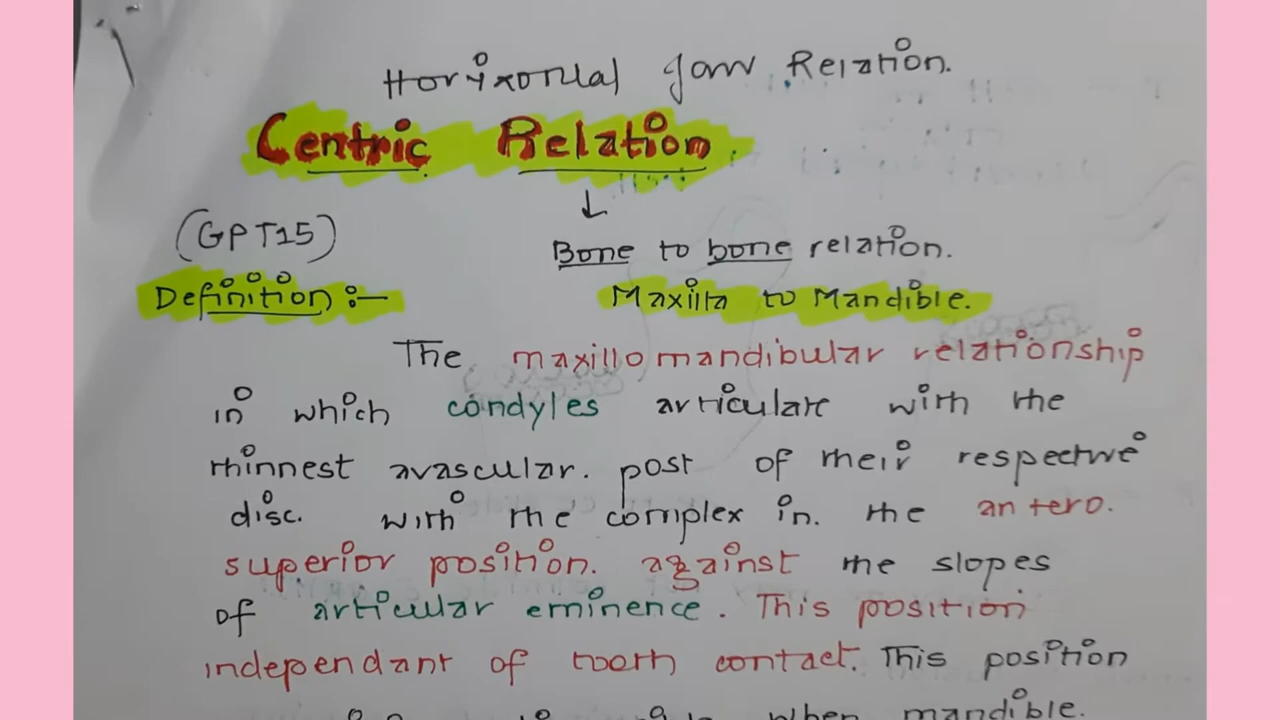 Horizontal Jaw Relation.
Centric Relation
↓
(GPT15)
Bone to bone relation.
Definition :-
Maxilla to Mandible.
The maxillomandibular relationship
in which condyles articulate with the
thinnest avascular. post of their respective
disc. with the complex in. the antero.
superior position. against the slopes
of articular eminence. This position
independant of tooth contact. This position
when mandible.